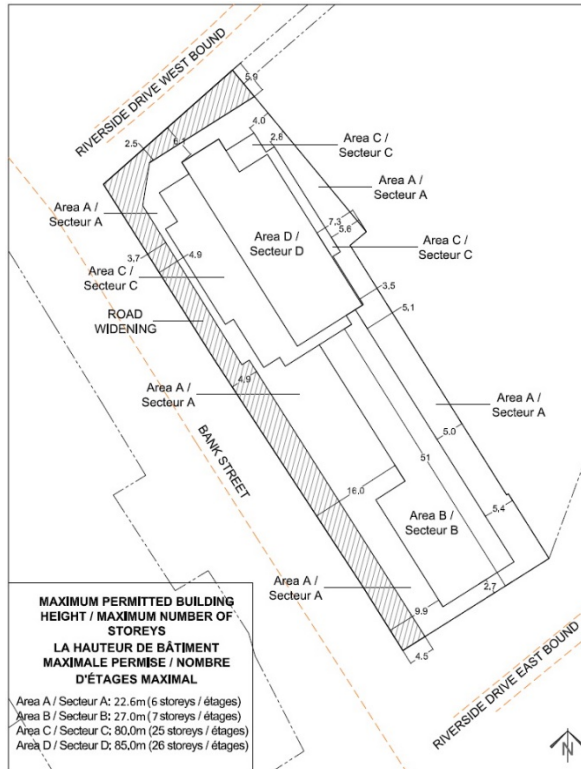 RIVERSIDE DRIVE WEST BOUND
5.9
6.1
2.5
4.0
2.8
Area C /
Secteur C
Area A /
Secteur A
Area A /
Secteur A
Area D /
Secteur D
7.3
5.6
Area C /
Secteur C
3.7
4.9
Area C /
Secteur C
3.5
5.1
ROAD
WIDENING
4.9
Area A /
Secteur A
Area A /
Secteur A
BANK STREET
5.0
51
16.0
5.4
Area B /
Secteur B
Area A /
Secteur A
2.7
9.9
4.5
RIVERSIDE DRIVE EAST BOUND
MAXIMUM PERMITTED BUILDING
HEIGHT / MAXIMUM NUMBER OF
STOREYS
LA HAUTEUR DE BÂTIMENT
MAXIMALE PERMISE / NOMBRE
D'ÉTAGES MAXIMAL
Area A / Secteur A: 22.6m (6 storeys / étages)
Area B / Secteur B: 27.0m (7 storeys / étages)
Area C / Secteur C: 80.0m (25 storeys / étages)
Area D / Secteur D: 85.0m (26 storeys / étages)
N